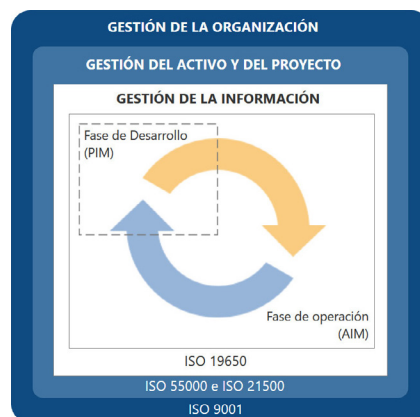 GESTIÓN DE LA ORGANIZACIÓN
GESTIÓN DEL ACTIVO Y DEL PROYECTO
GESTIÓN DE LA INFORMACIÓN
Fase de Desarrollo
(PIM)
Fase de operación
(AIM)
ISO 19650
ISO 55000 e ISO 21500
ISO 9001